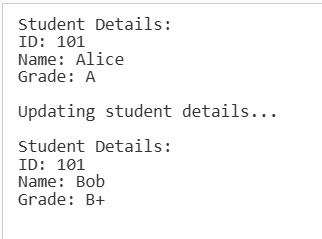 Student Details:
ID: 101
Name: Alice
Grade: A
Updating student details...
Student Details:
ID: 101
Name: Bob
Grade: B+